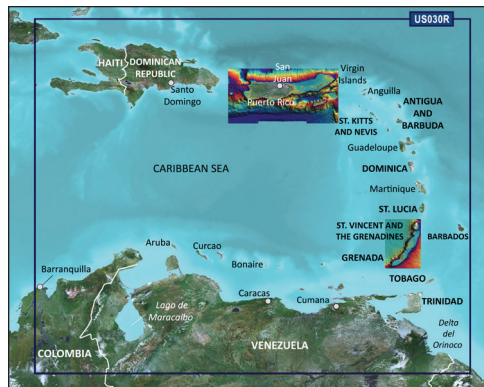 US030R
HAITI
DOMINICAN
REPUBLIC
Santo
Domingo
San
Juan
Puerto Rico
Virgin
Islands
Anguilla
ANTIGUA
AND
BARBUDA
ST. KITTS
AND NEVIS
Guadeloupe
DOMINICA
CARIBBEAN SEA
Martinique
ST. LUCIA
ST. VINCENT AND
THE GRENADINES
BARBADOS
GRENADA
Aruba
Curcao
Bonaire
TOBAGO
Barranquilla
Caracas
Cumana
TRINIDAD
Lago de
Maracalbo
Delta
del
Orinoco
COLOMBIA
VENEZUELA